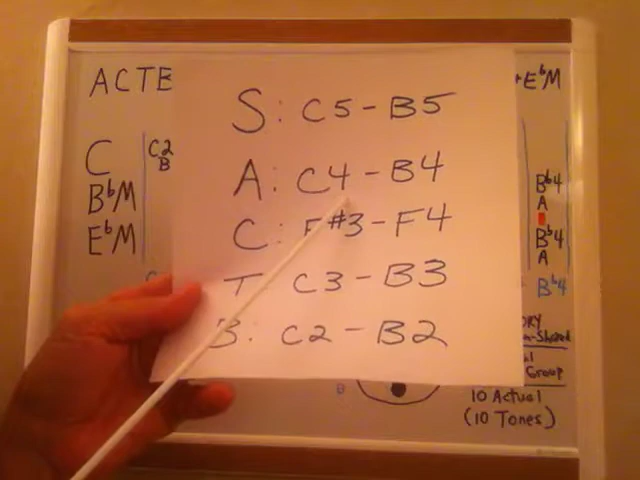 ACTE
+E♭M
S: C5-B5
A: C4-B4
C: F#3-F4
T: C3-B3
B: C2-B2
C
C2
B
B♭M
E♭M
B♭4
A
B♭4
A
B♭4
Group
10 Actual
(10 Tones)